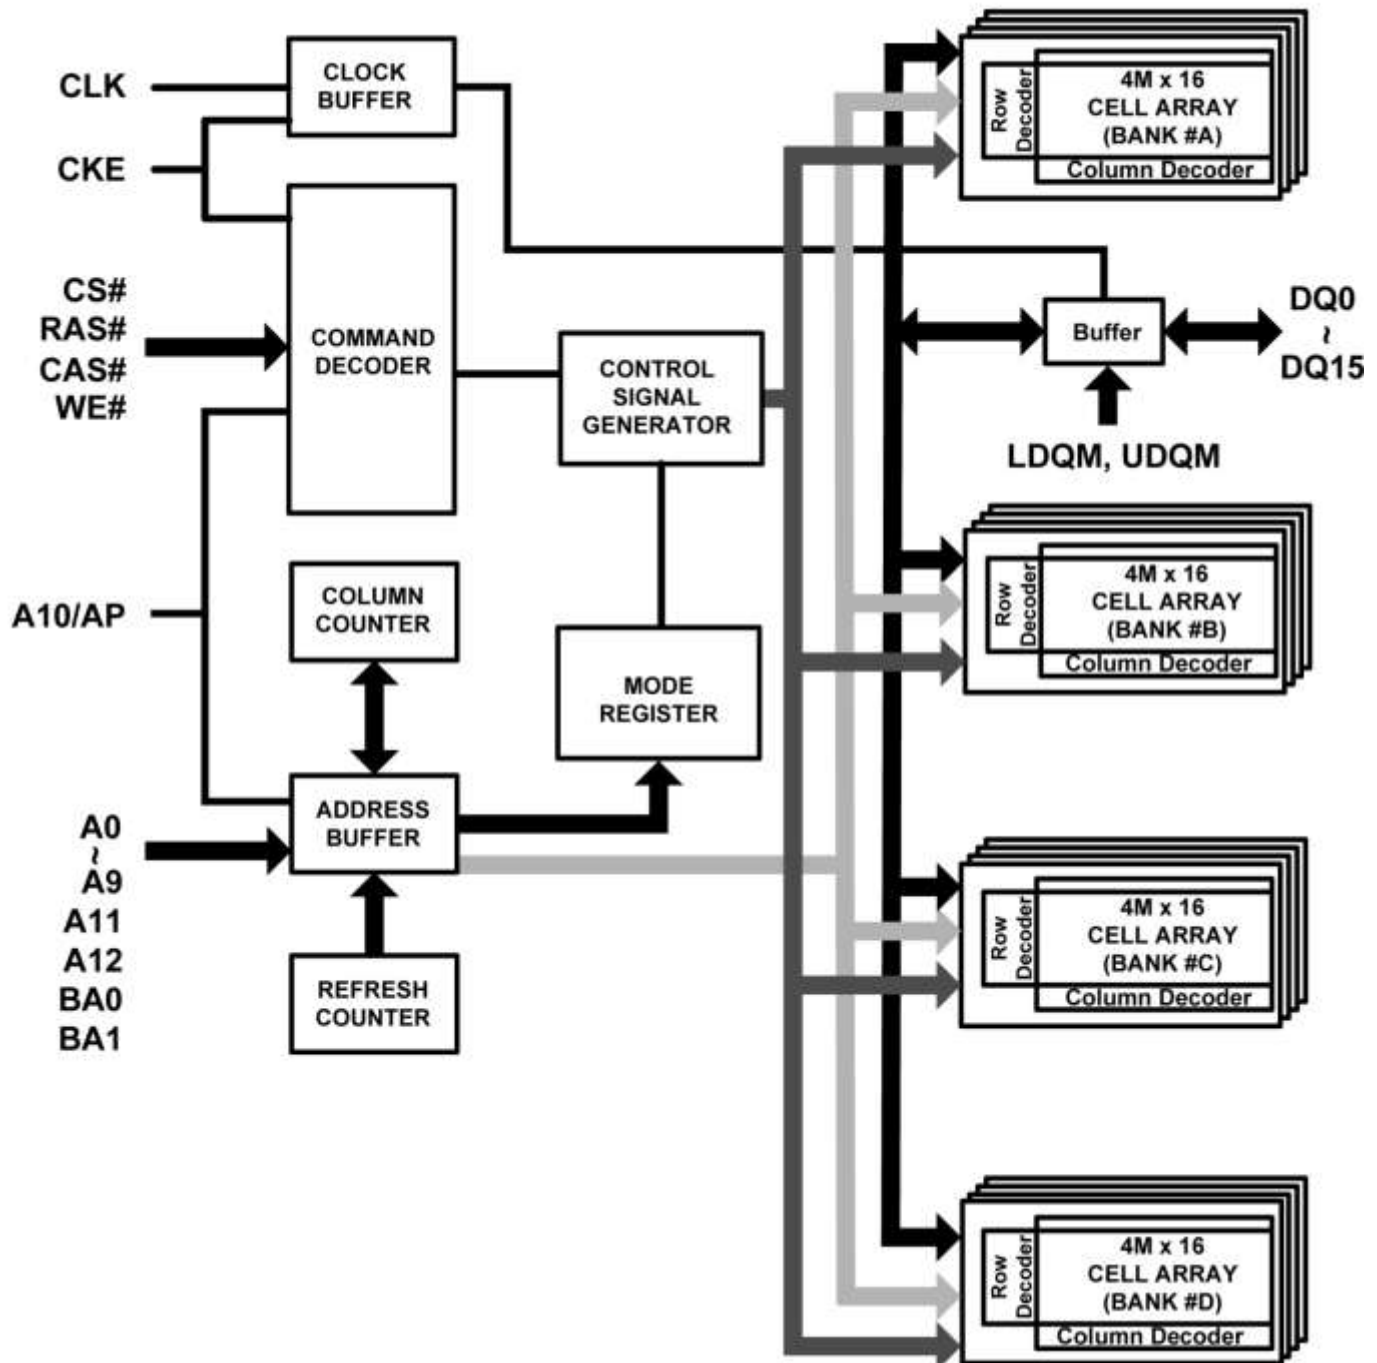 CLK
CKE
CLOCK
BUFFER
CS#
RAS#
CAS#
WE#
COMMAND
DECODER
CONTROL
SIGNAL
GENERATOR
A10/AP
COLUMN
COUNTER
MODE
REGISTER
A0
~
A9
A11
A12
BA0
BA1
ADDRESS
BUFFER
REFRESH
COUNTER
Row
Decoder
4M x 16
CELL ARRAY
(BANK #A)
Column Decoder
Buffer
DQ0
~
DQ15
LDQM, UDQM
Row
Decoder
4M x 16
CELL ARRAY
(BANK #B)
Column Decoder
Row
Decoder
4M x 16
CELL ARRAY
(BANK #C)
Column Decoder
Row
Decoder
4M x 16
CELL ARRAY
(BANK #D)
Column Decoder